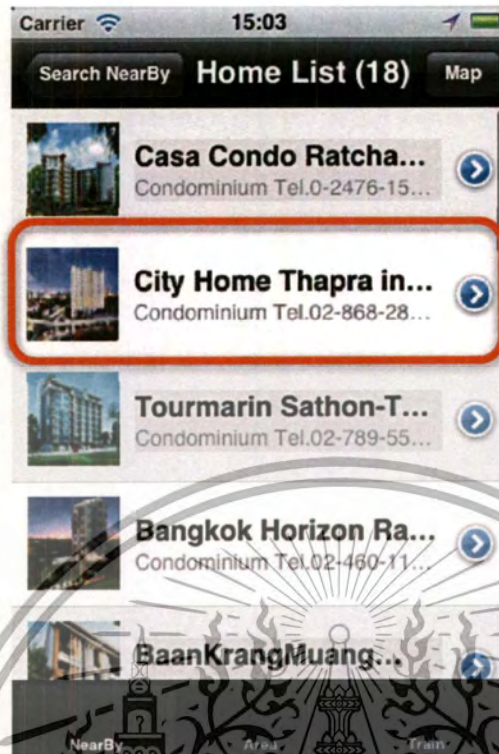 Carrier 15:03
Search NearBy Home List (18) Map
Casa Condo Ratcha...
Condominium Tel.0-2476-15...
City Home Thapra in...
Condominium Tel.02-868-28...
Tourmarin Sathon-T...
Condominium Tel.02-789-55...
Bangkok Horizon Ra...
Condominium Tel.02-460-11...
BaanKrangMuang...
NearBy Area Train